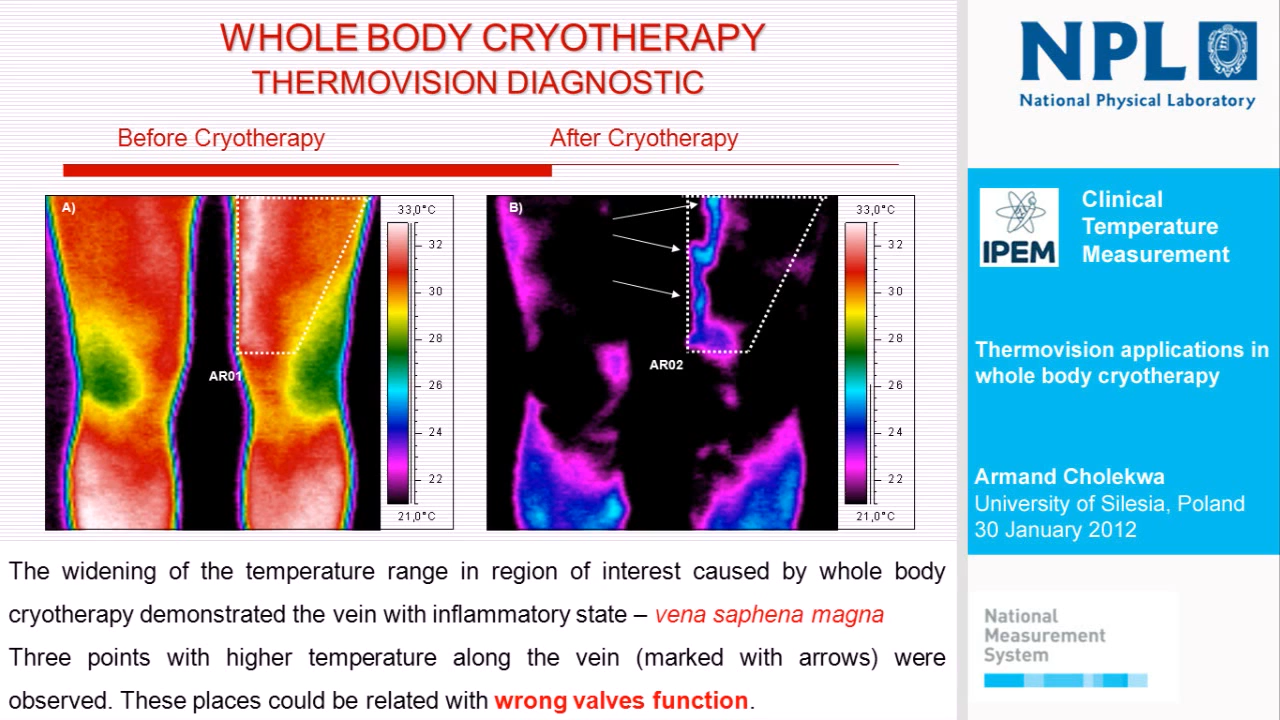 WHOLE BODY CRYOTHERAPY
THERMOVISION DIAGNOSTIC
Before Cryotherapy
After Cryotherapy
A)
AR01
33,0°C
32
30
28
26
24
22
21,0°C
B)
AR02
33,0°C
32
30
28
26
24
22
21,0°C
The widening of the temperature range in region of interest caused by whole body
cryotherapy demonstrated the vein with inflammatory state – vena saphena magna
Three points with higher temperature along the vein (marked with arrows) were
observed. These places could be related with wrong valves function.
NPL
National Physical Laboratory
IPEM
Clinical
Temperature
Measurement
Thermovision applications in
whole body cryotherapy
Armand Cholekwa
University of Silesia, Poland
30 January 2012
National
Measurement
System